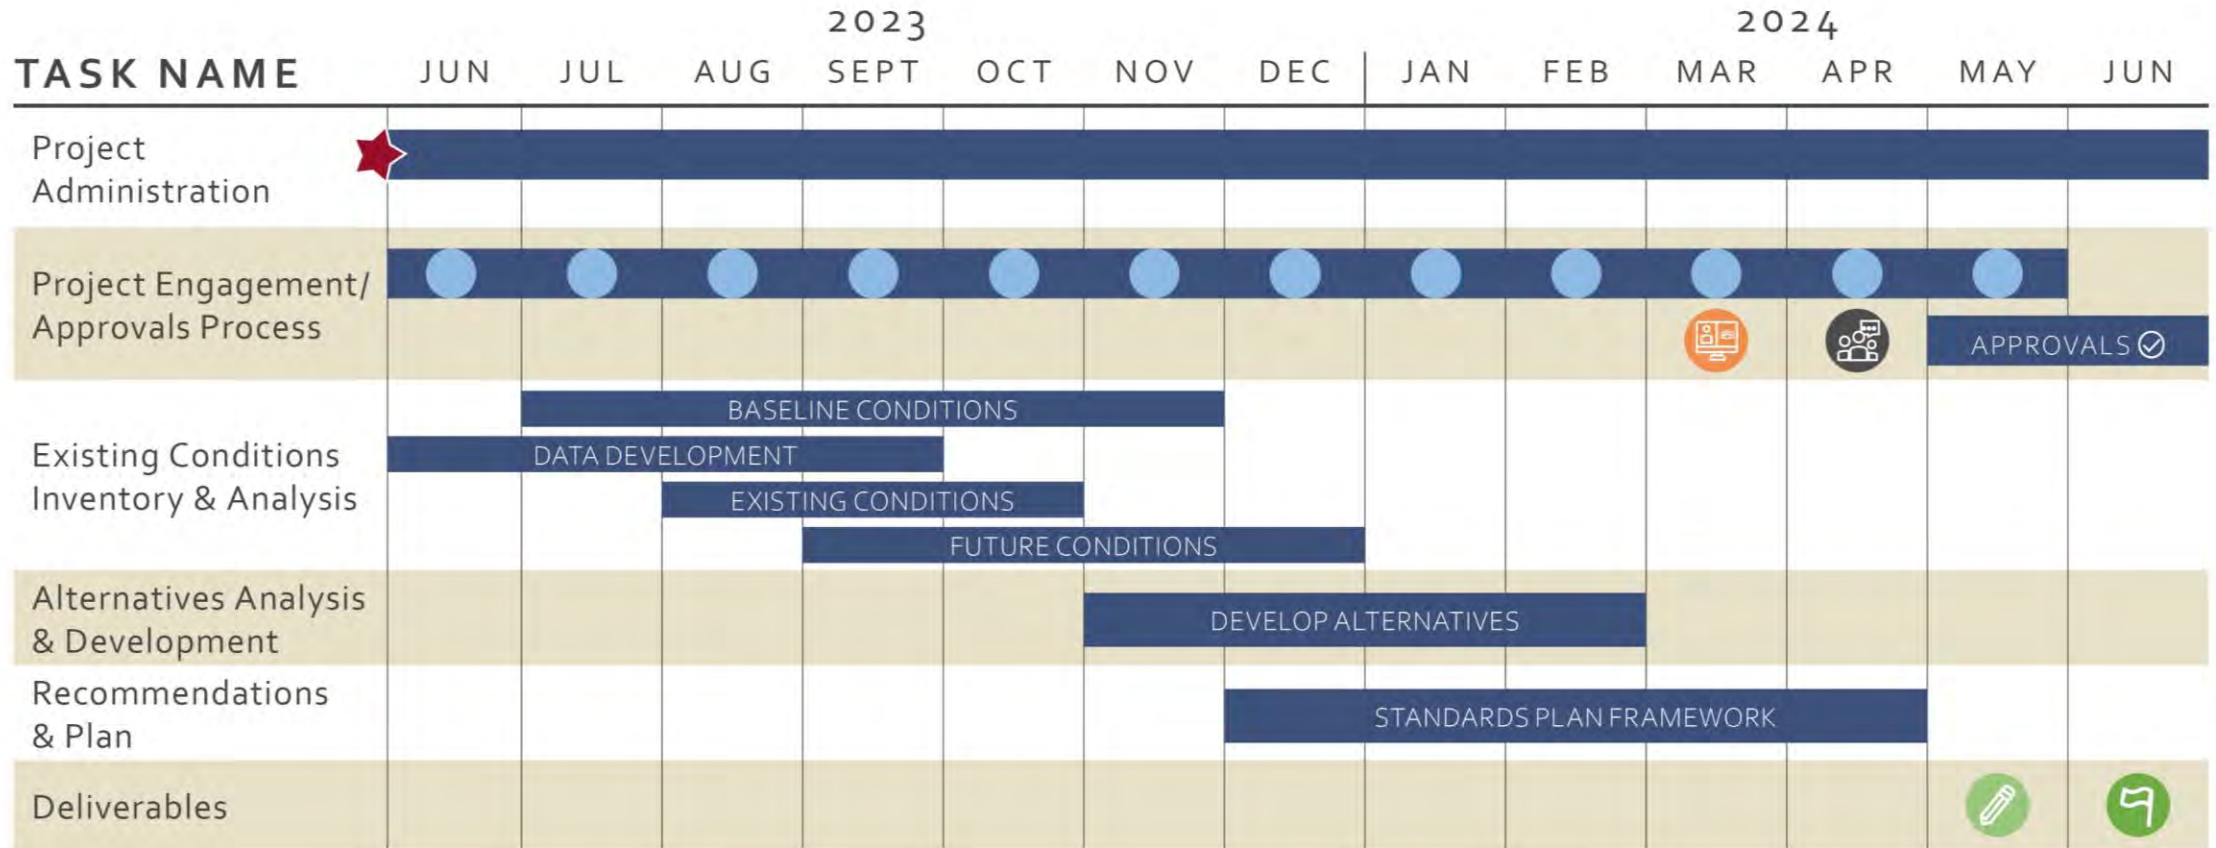 2023 2024
TASK NAME JUN JUL AUG SEPT OCT NOV DEC JAN FEB MAR APR MAY JUN
Project
Administration
Project Engagement/
Approvals Process
APPROVALS
Existing Conditions
Inventory & Analysis
BASELINE CONDITIONS
DATA DEVELOPMENT
EXISTING CONDITIONS
FUTURE CONDITIONS
Alternatives Analysis
& Development
DEVELOP ALTERNATIVES
Recommendations
& Plan
STANDARDS PLAN FRAMEWORK
Deliverables